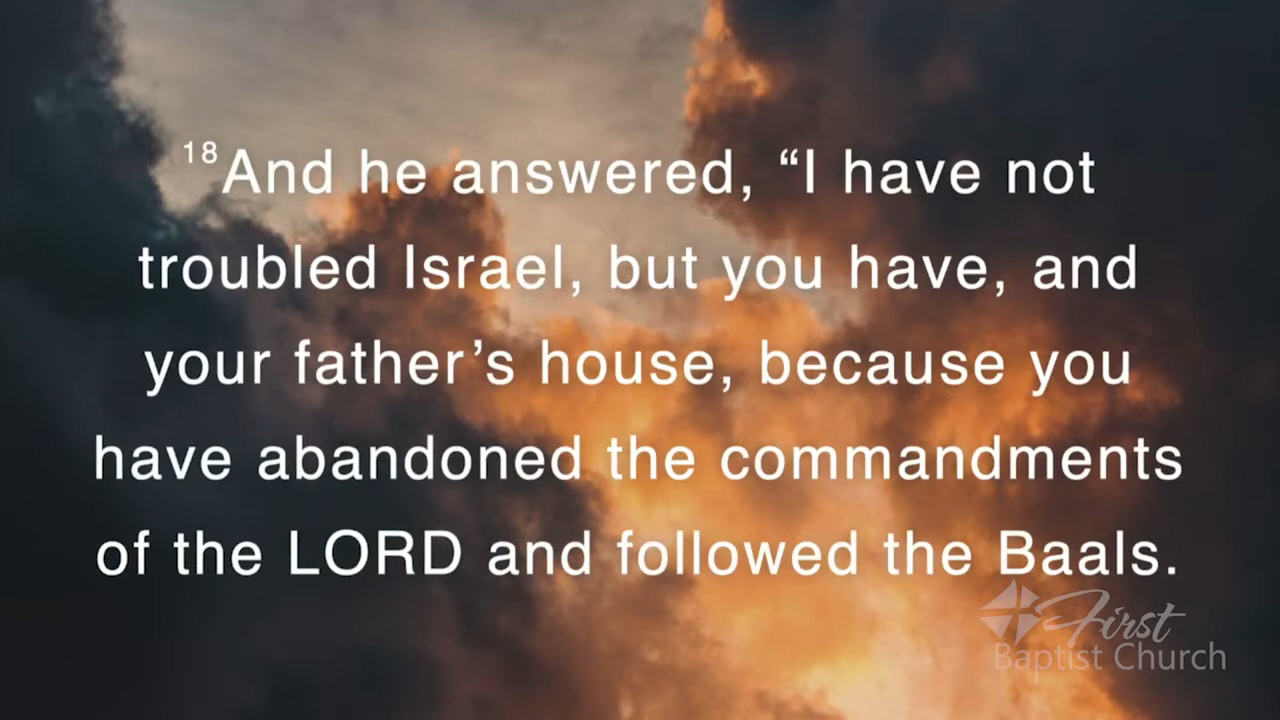 18And he answered, “I have not
troubled Israel, but you have, and
your father’s house, because you
have abandoned the commandments
of the LORD and followed the Baals.
First
Baptist Church